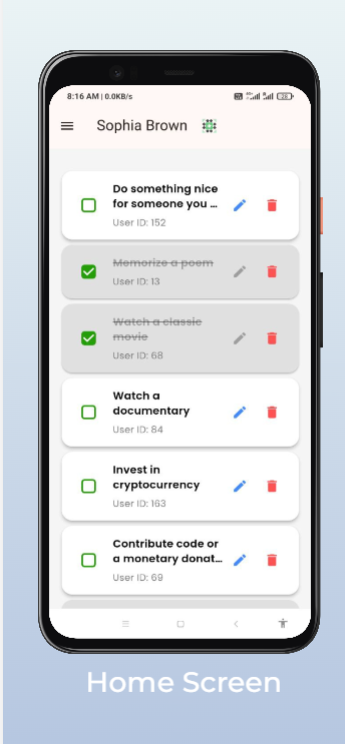 8:16 AM | 0.0KB/s
Sophia Brown
Do something nice
for someone you ...
User ID: 152
Memorize a poem
User ID: 13
Watch a classic
movie
User ID: 68
Watch a
documentary
User ID: 84
Invest in
cryptocurrency
User ID: 163
Contribute code or
a monetary donat...
User ID: 69
Home Screen